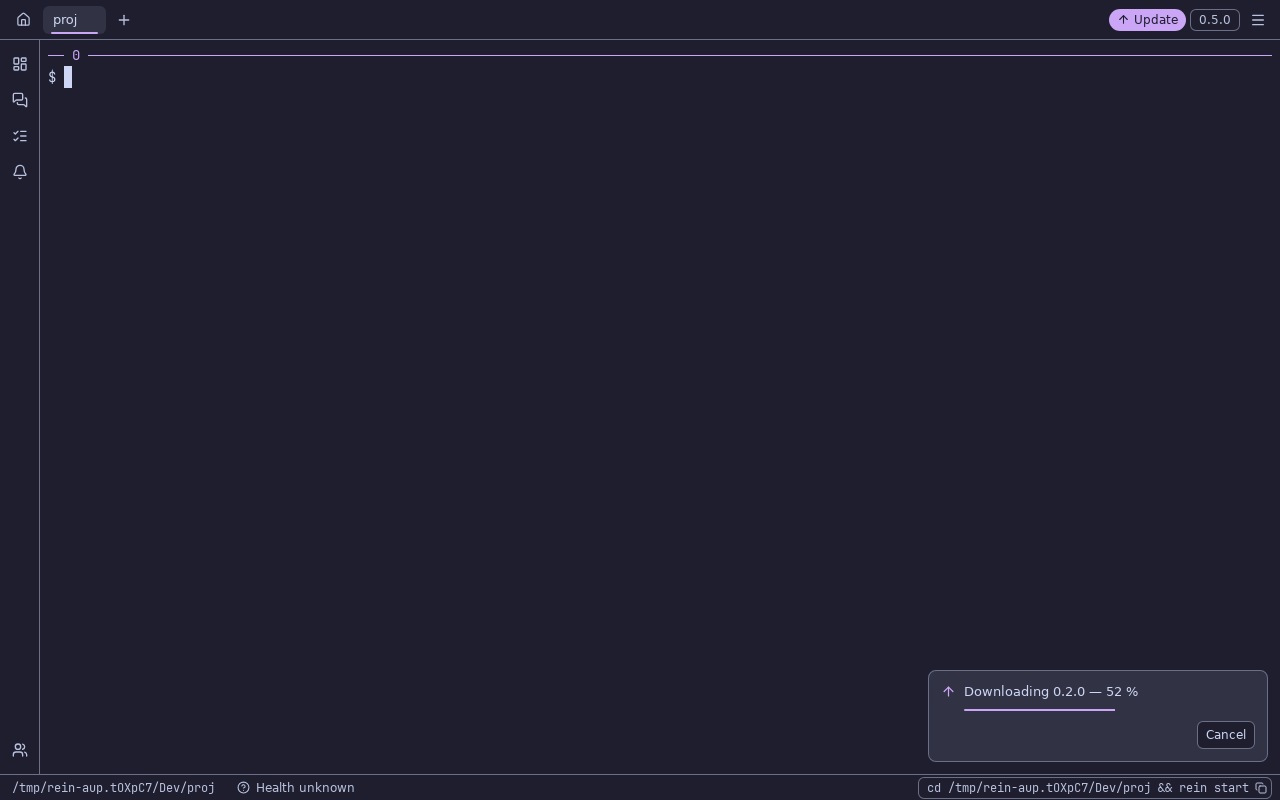 proj
Update
0.5.0
0
$
Downloading 0.2.0 — 52 %
Cancel
/tmp/rein-aup.tOXpC7/Dev/proj
Health unknown
cd /tmp/rein-aup.tOXpC7/Dev/proj && rein start